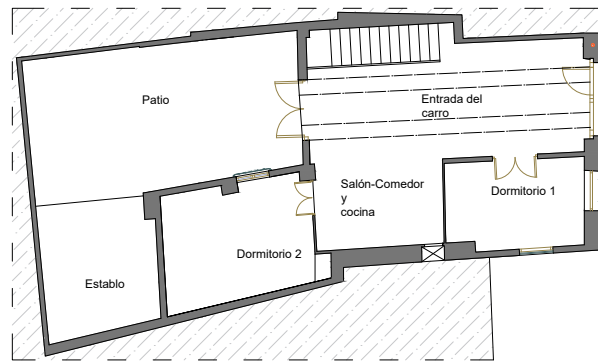 Patio
Entrada del
carro
Salón-Comedor
y
cocina
Dormitorio 1
Dormitorio 2
Establo